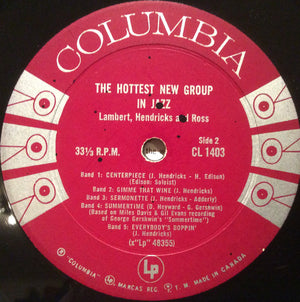 COLUMBIA
THE HOTTEST NEW GROUP
IN JAZZ
Lambert, Hendricks and Ross
Side 2
33⅓ R.P.M.
CL 1403
Band 1: CENTERPIECE (J. Hendricks - H. Edison)
(Edison: Soloist)
Band 2: GIMME THAT WINE (J. Hendricks)
Band 3: SERMONETTE (J. Hendricks - Adderly)
Band 4: SUMMERTIME (D. Heyward - G. Gershwin)
(Based on Miles Davis & Gil Evans recording
of George Gershwin's "Summertime")
Band 5: EVERYBODY'S BOPPIN'
(J. Hendricks)
(x"Lp" 48355)
Lp
® "COLUMBIA" MARCAS REG. T. M. MADE IN CANADA